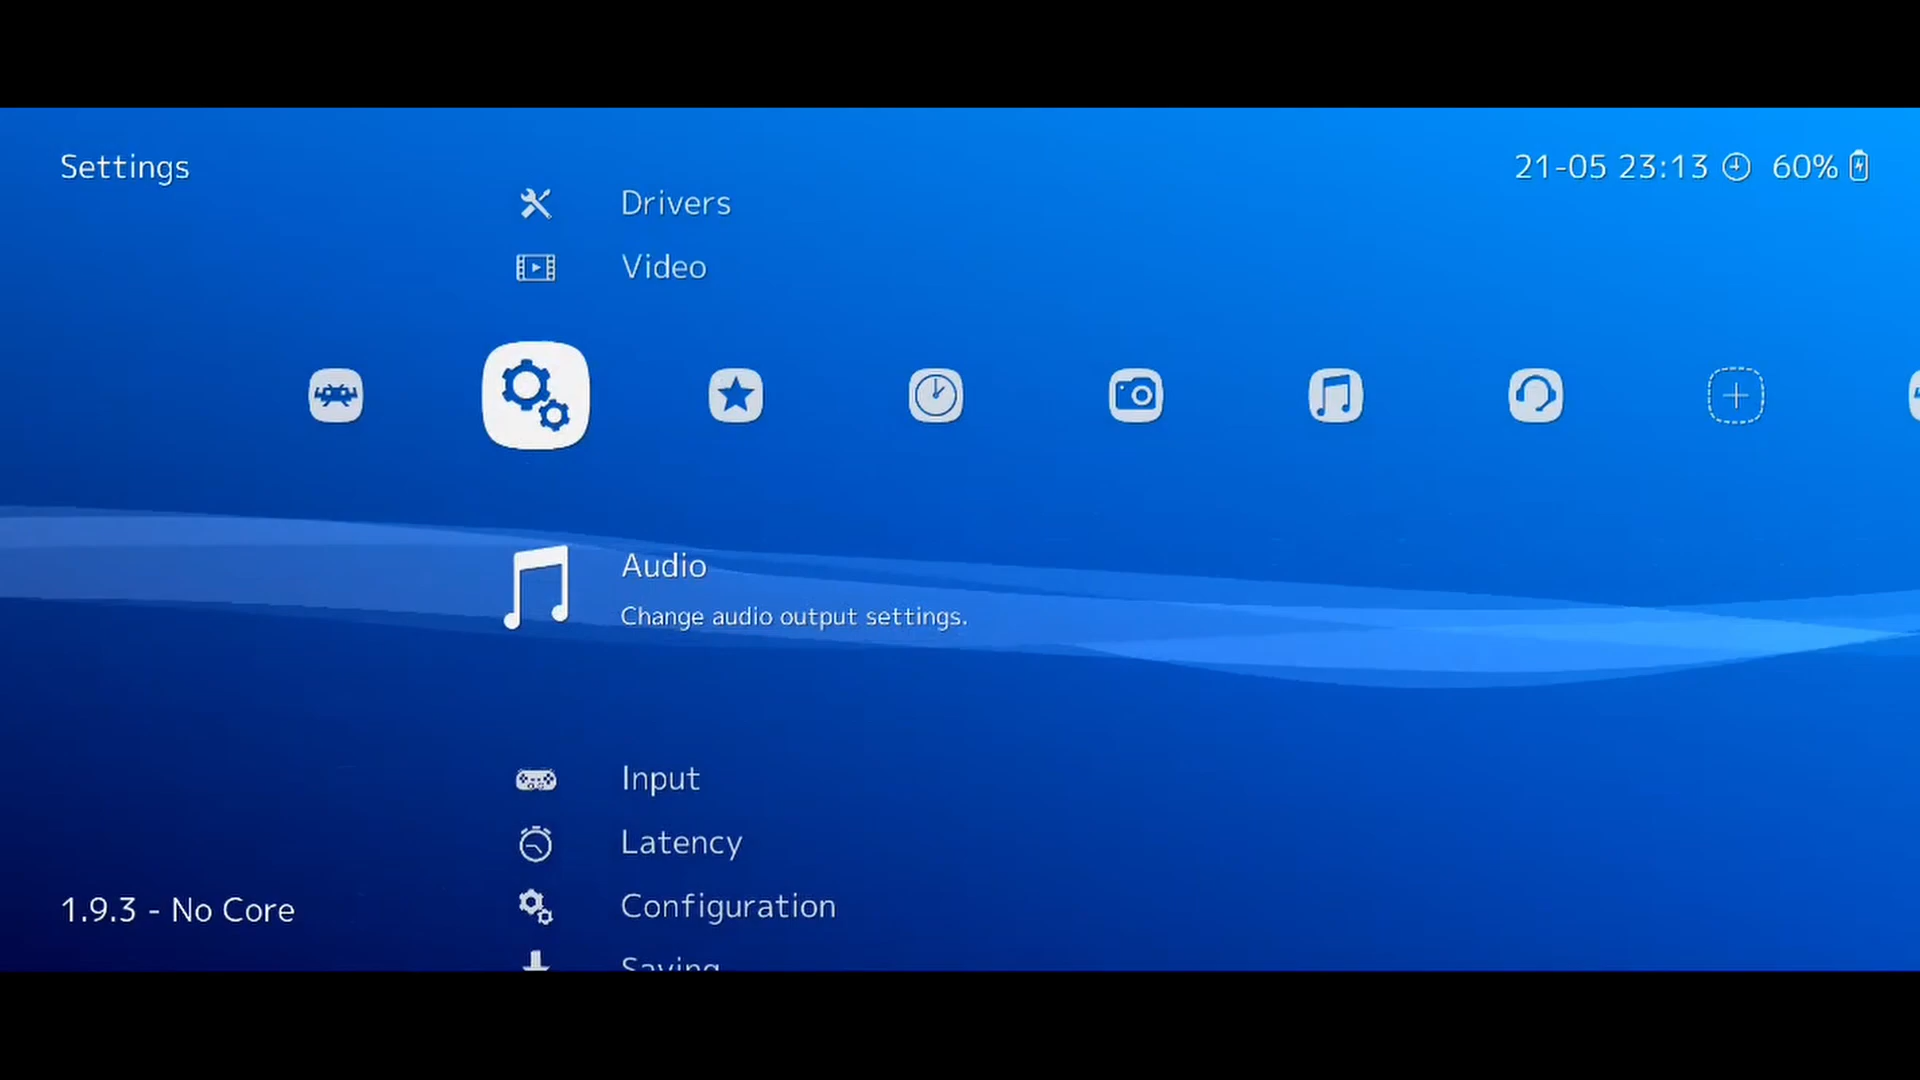 Settings
21-05 23:13 60%
Drivers
Video
Audio
Change audio output settings.
Input
Latency
Configuration
Saving
1.9.3 - No Core